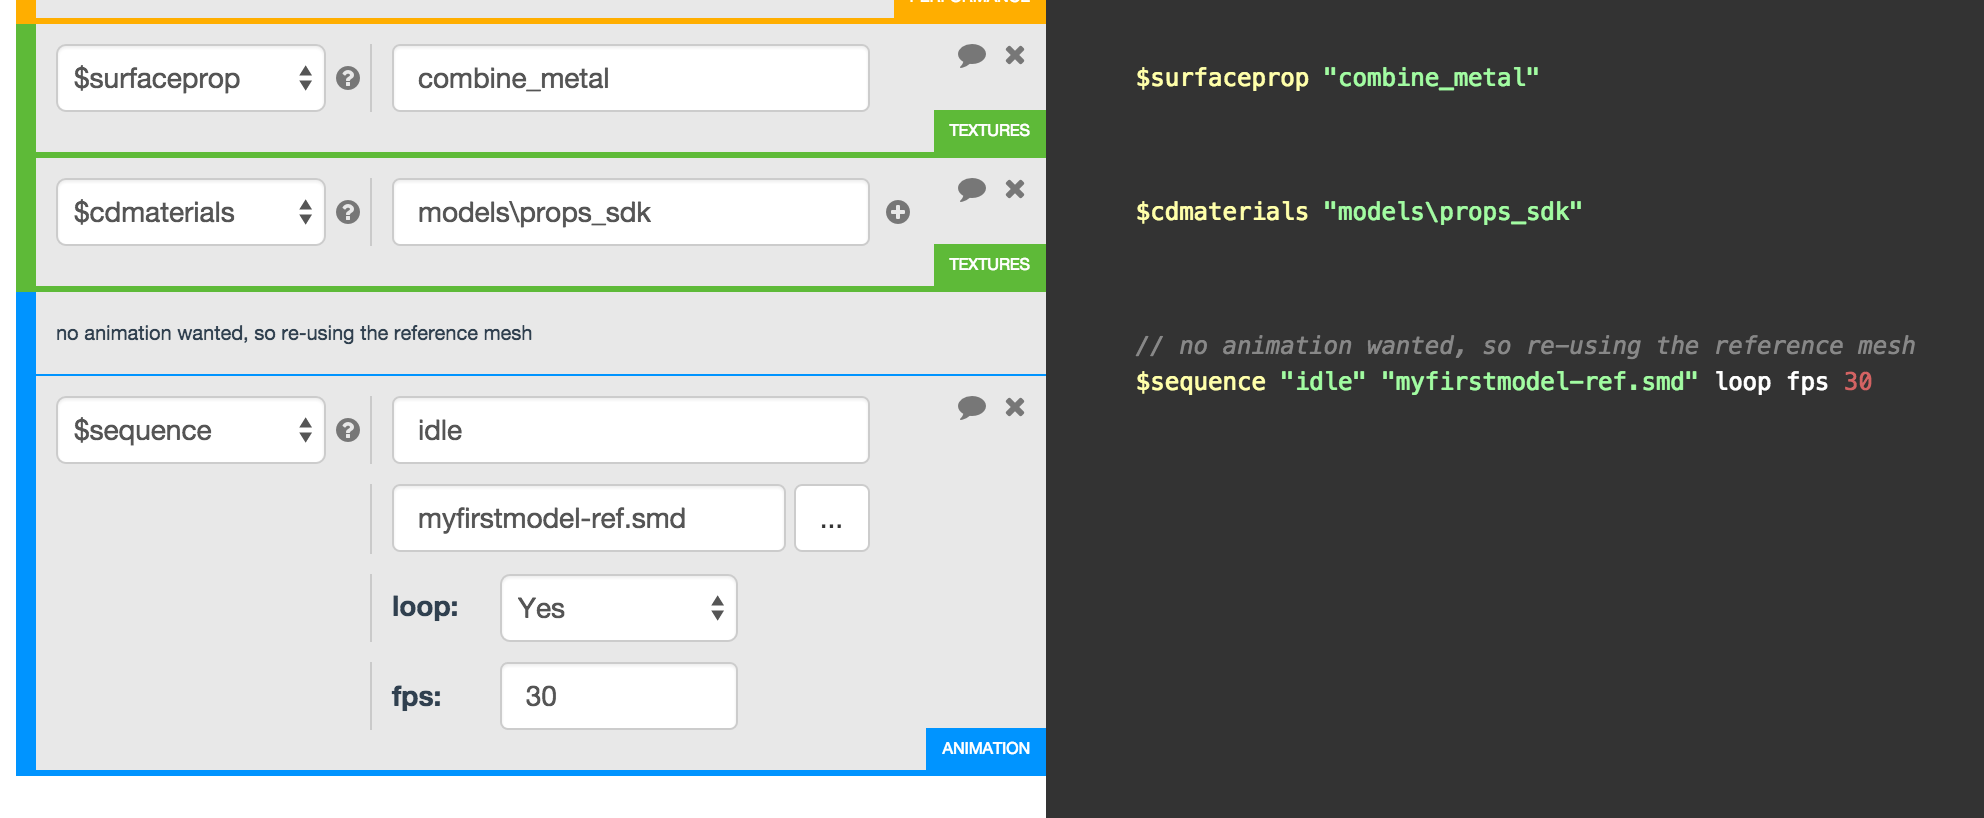 PERFORMANCE
$surfaceprop
combine_metal
TEXTURES
$cdmaterials
models\props_sdk
TEXTURES
no animation wanted, so re-using the reference mesh
$sequence
idle
myfirstmodel-ref.smd
...
loop:
Yes
fps:
30
ANIMATION
$surfaceprop "combine_metal"
$cdmaterials "models\props_sdk"
// no animation wanted, so re-using the reference mesh
$sequence "idle" "myfirstmodel-ref.smd" loop fps 30